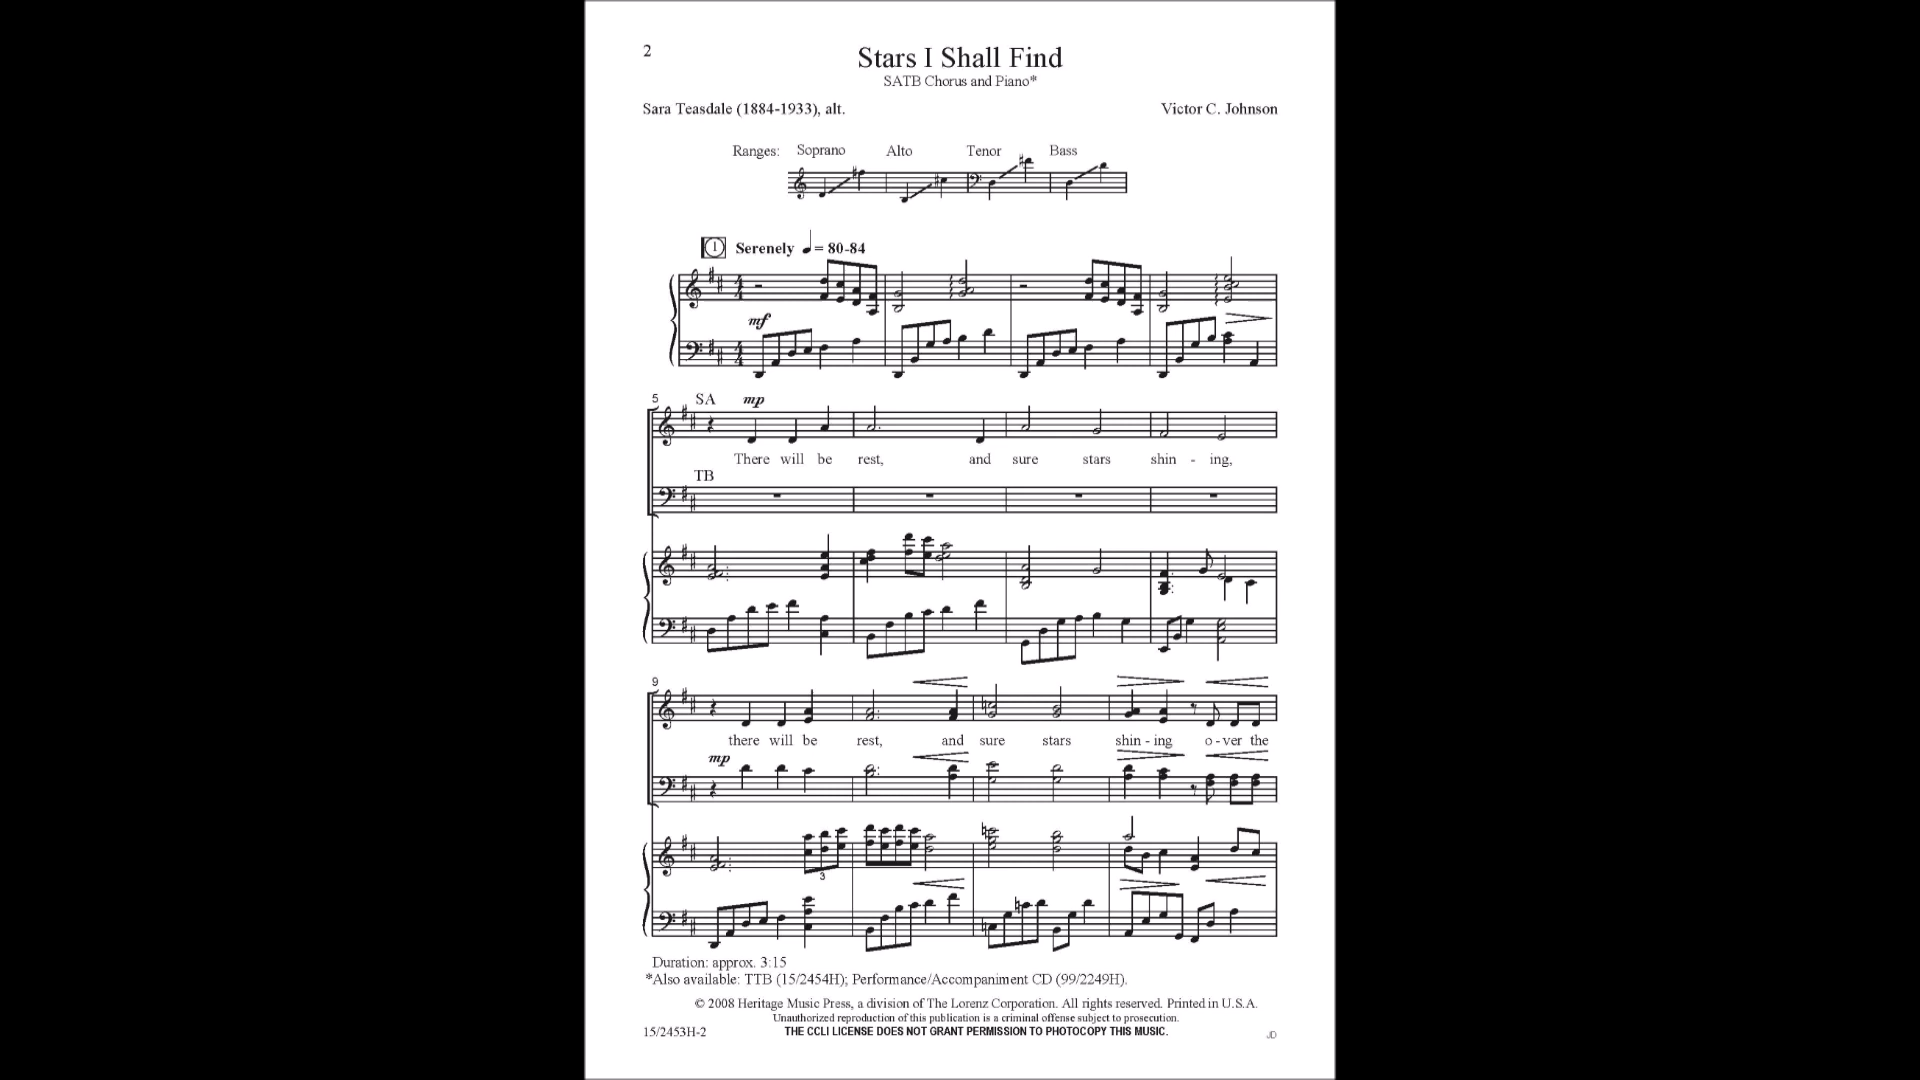 2
Stars I Shall Find
SATB Chorus and Piano*
Sara Teasdale (1884-1933), alt. Victor C. Johnson
Ranges: Soprano Alto Tenor Bass
1 Serenely = 80-84
mf
5 SA mp
There will be rest, and sure stars shin - ing,
TB
9
there will be rest, and sure stars shin - ing o - ver the
mp
3
Duration: approx. 3:15
*Also available: TTB (15/2454H); Performance/Accompaniment CD (99/2249H).
© 2008 Heritage Music Press, a division of The Lorenz Corporation. All rights reserved. Printed in U.S.A.
Unauthorized reproduction of this publication is a criminal offense subject to prosecution.
15/2453H-2 THE CCLI LICENSE DOES NOT GRANT PERMISSION TO PHOTOCOPY THIS MUSIC. JD